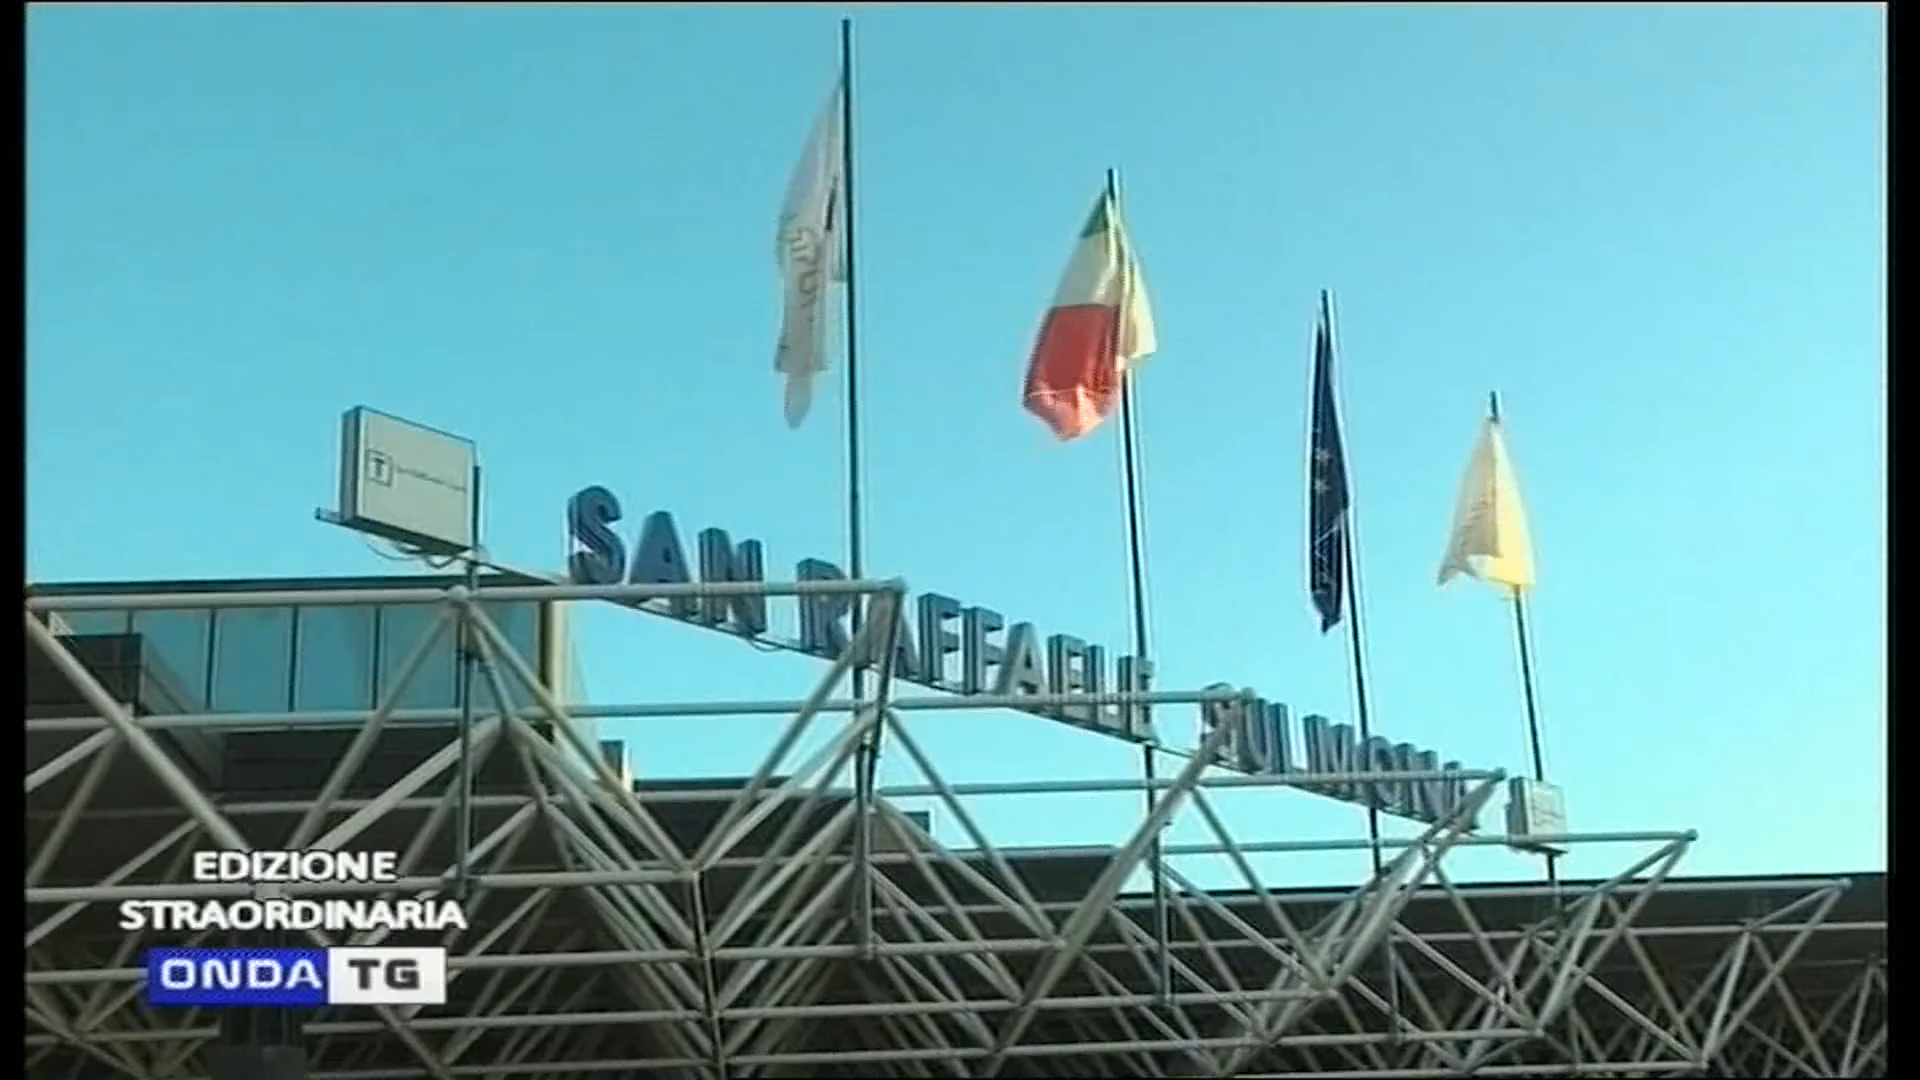 SAN RAFFAELE SULMONA
T
EDIZIONE
STRAORDINARIA
ONDA TG